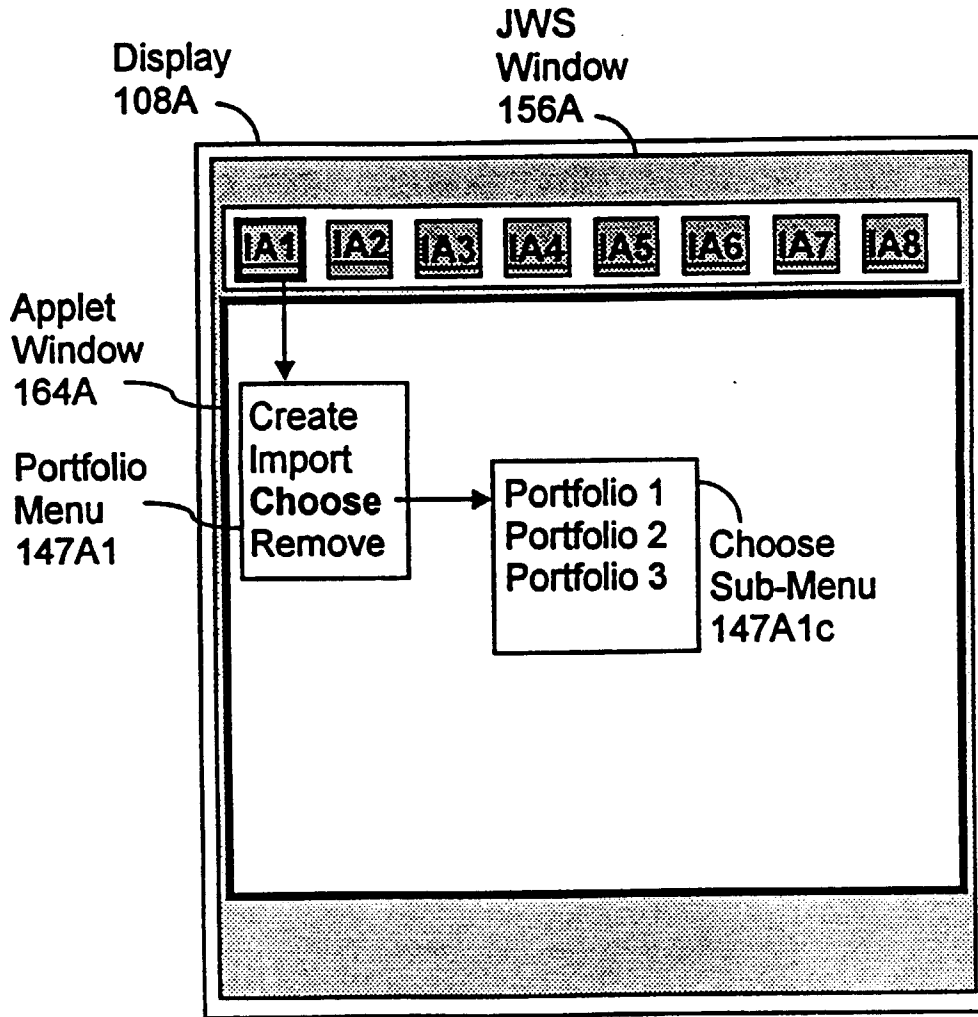 JWS
Window
156A
Display
108A
IA1 IA2 IA3 IA4 IA5 IA6 IA7 IA8
Applet
Window
164A
Portfolio
Menu
147A1
Create
Import
Choose
Remove
Portfolio 1
Portfolio 2
Portfolio 3
Choose
Sub-Menu
147A1c